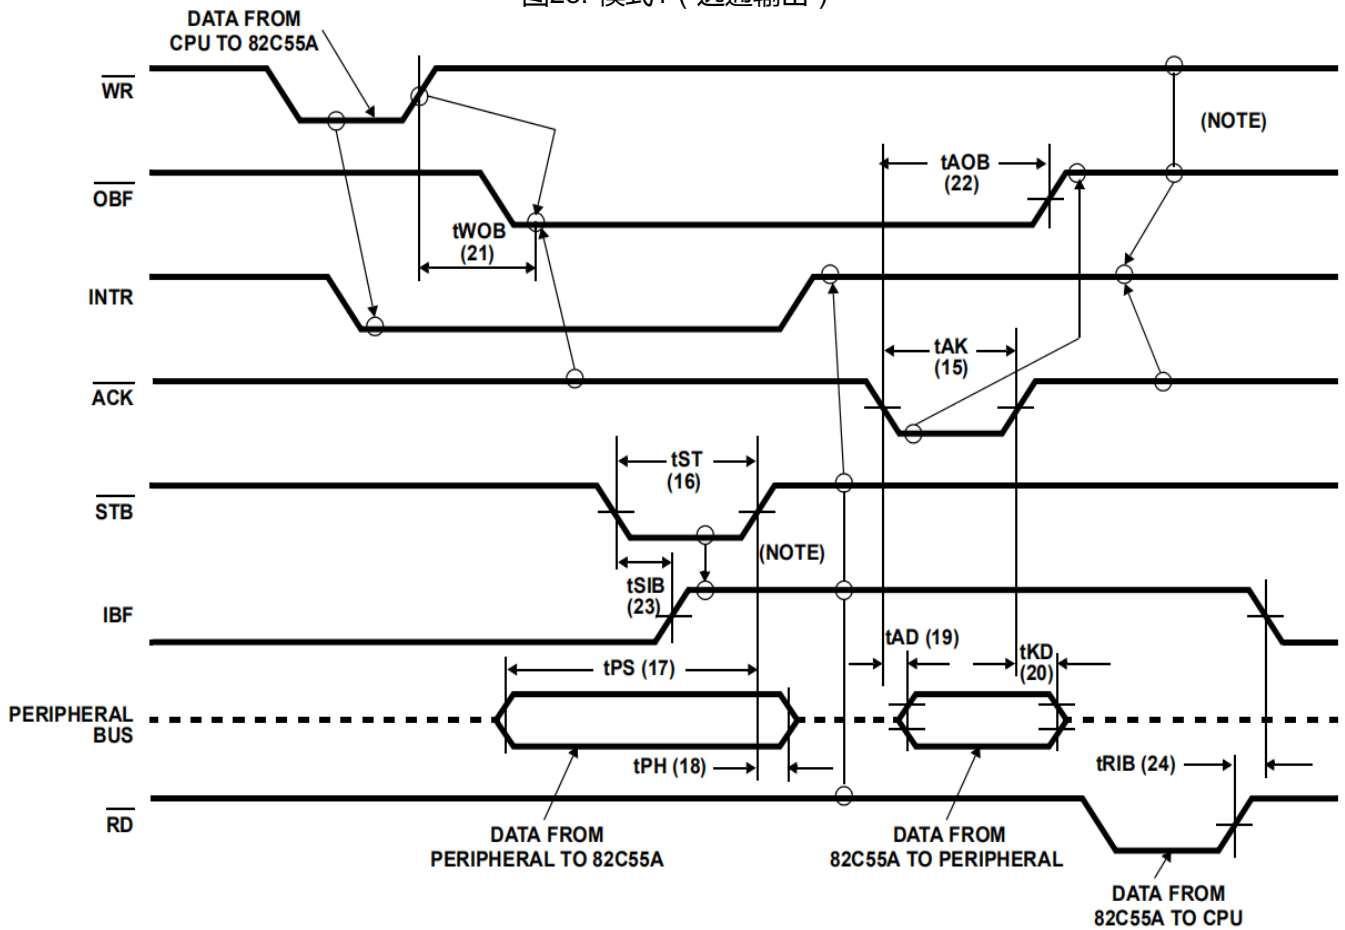 DATA FROM
CPU TO 82C55A
WR
(NOTE)
tAOB
(22)
OBF
tWOB
(21)
INTR
tAK
(15)
ACK
tST
(16)
STB
(NOTE)
tSIB
(23)
IBF
tAD (19)
tKD
(20)
tPS (17)
PERIPHERAL
BUS
tPH (18)
tRIB (24)
RD
DATA FROM
PERIPHERAL TO 82C55A
DATA FROM
82C55A TO PERIPHERAL
DATA FROM
82C55A TO CPU